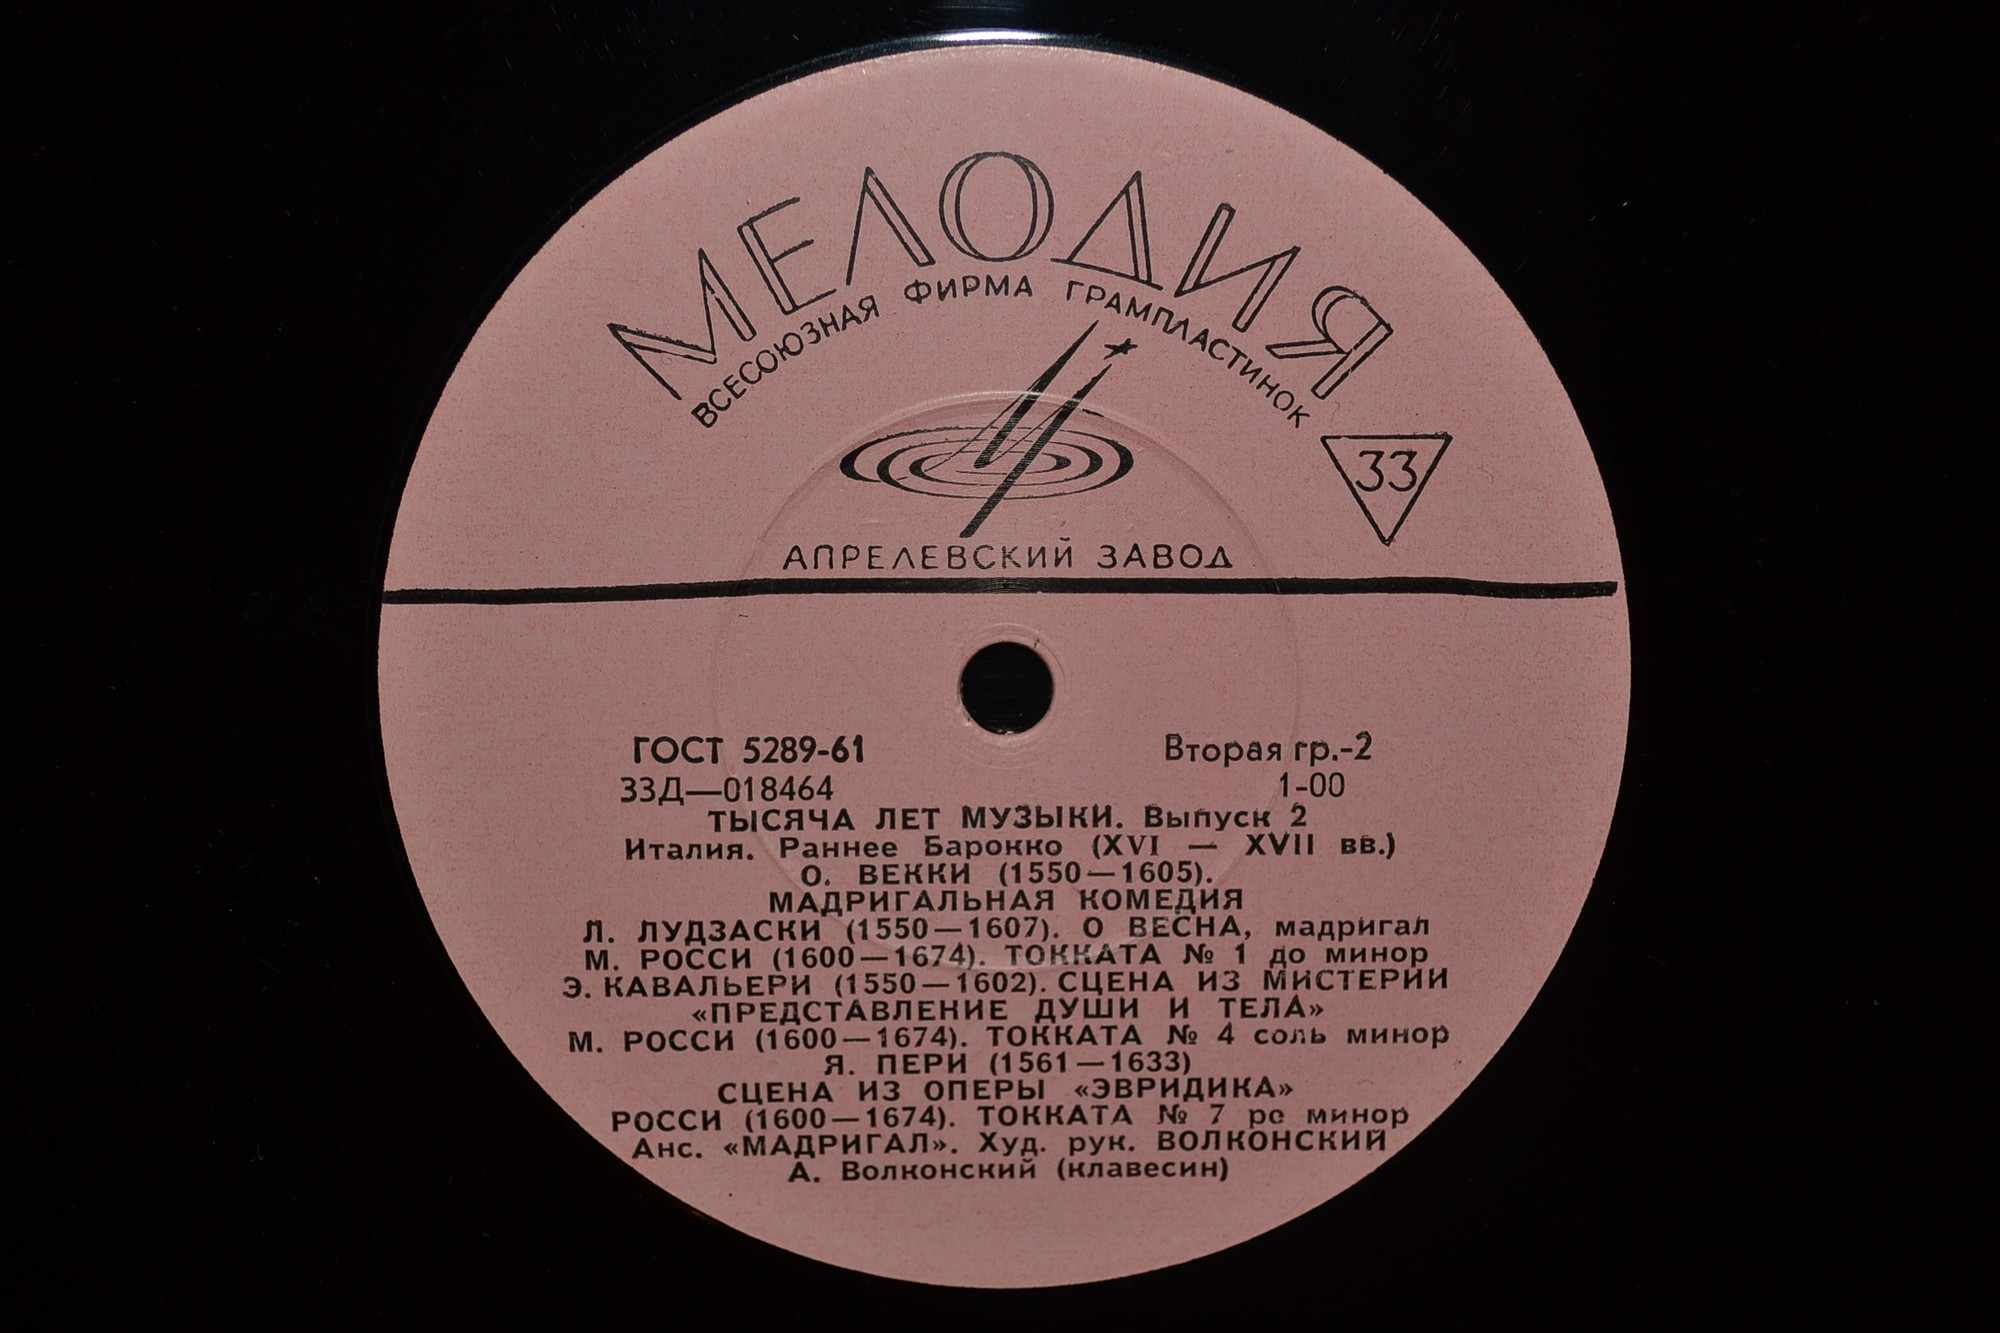 МЕЛОДИЯ
ВСЕСОЮЗНАЯ ФИРМА ГРАМПЛАСТИНОК
33
АПРЕЛЕВСКИЙ ЗАВОД
ГОСТ 5289-61 Вторая гр.-2
33Д—018464 1-00
ТЫСЯЧА ЛЕТ МУЗЫКИ. Выпуск 2
Италия. Раннее Барокко (XVI — XVII вв.)
О. ВЕККИ (1550—1605).
МАДРИГАЛЬНАЯ КОМЕДИЯ
Л. ЛУДЗАСКИ (1550—1607). О ВЕСНА, мадригал
М. РОССИ (1600—1674). ТОККАТА № 1 до минор
Э. КАВАЛЬЕРИ (1550—1602). СЦЕНА ИЗ МИСТЕРИИ
«ПРЕДСТАВЛЕНИЕ ДУШИ И ТЕЛА»
М. РОССИ (1600—1674). ТОККАТА № 4 соль минор
Я. ПЕРИ (1561—1633)
СЦЕНА ИЗ ОПЕРЫ «ЭВРИДИКА»
РОССИ (1600—1674). ТОККАТА № 7 ре минор
Анс. «МАДРИГАЛ». Худ. рук. ВОЛКОНСКИЙ
А. Волконский (клавесин)